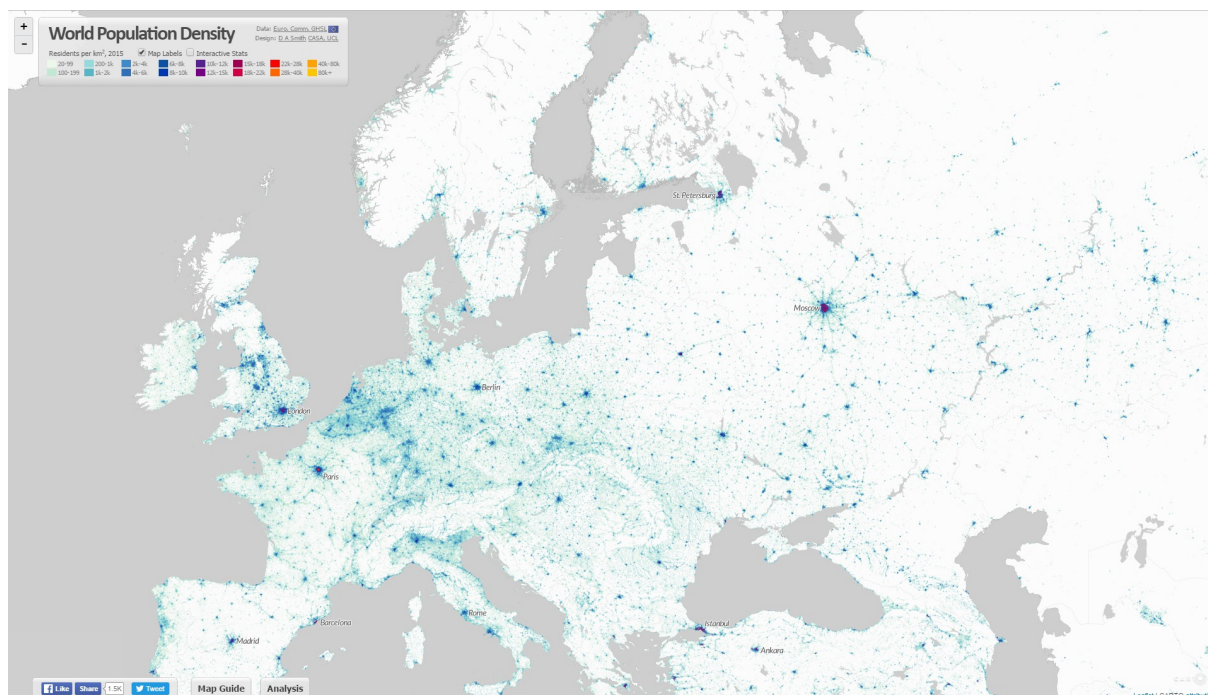 +
-
World Population Density
Data: Euro. Comm. GHSL
Design: D A Smith CASA, UCL
Residents per km², 2015 Map Labels Interactive Stats
20-99 200-1k 2k-4k 6k-8k 10k-12k 15k-18k 22k-28k 40k-80k
100-199 1k-2k 4k-6k 8k-10k 12k-15k 18k-22k 28k-40k 80k+
St. Petersburg
Moscow
Berlin
London
Paris
Rome
Barcelona
Istanbul
Madrid
Ankara
Like Share 1.5K Tweet Map Guide Analysis